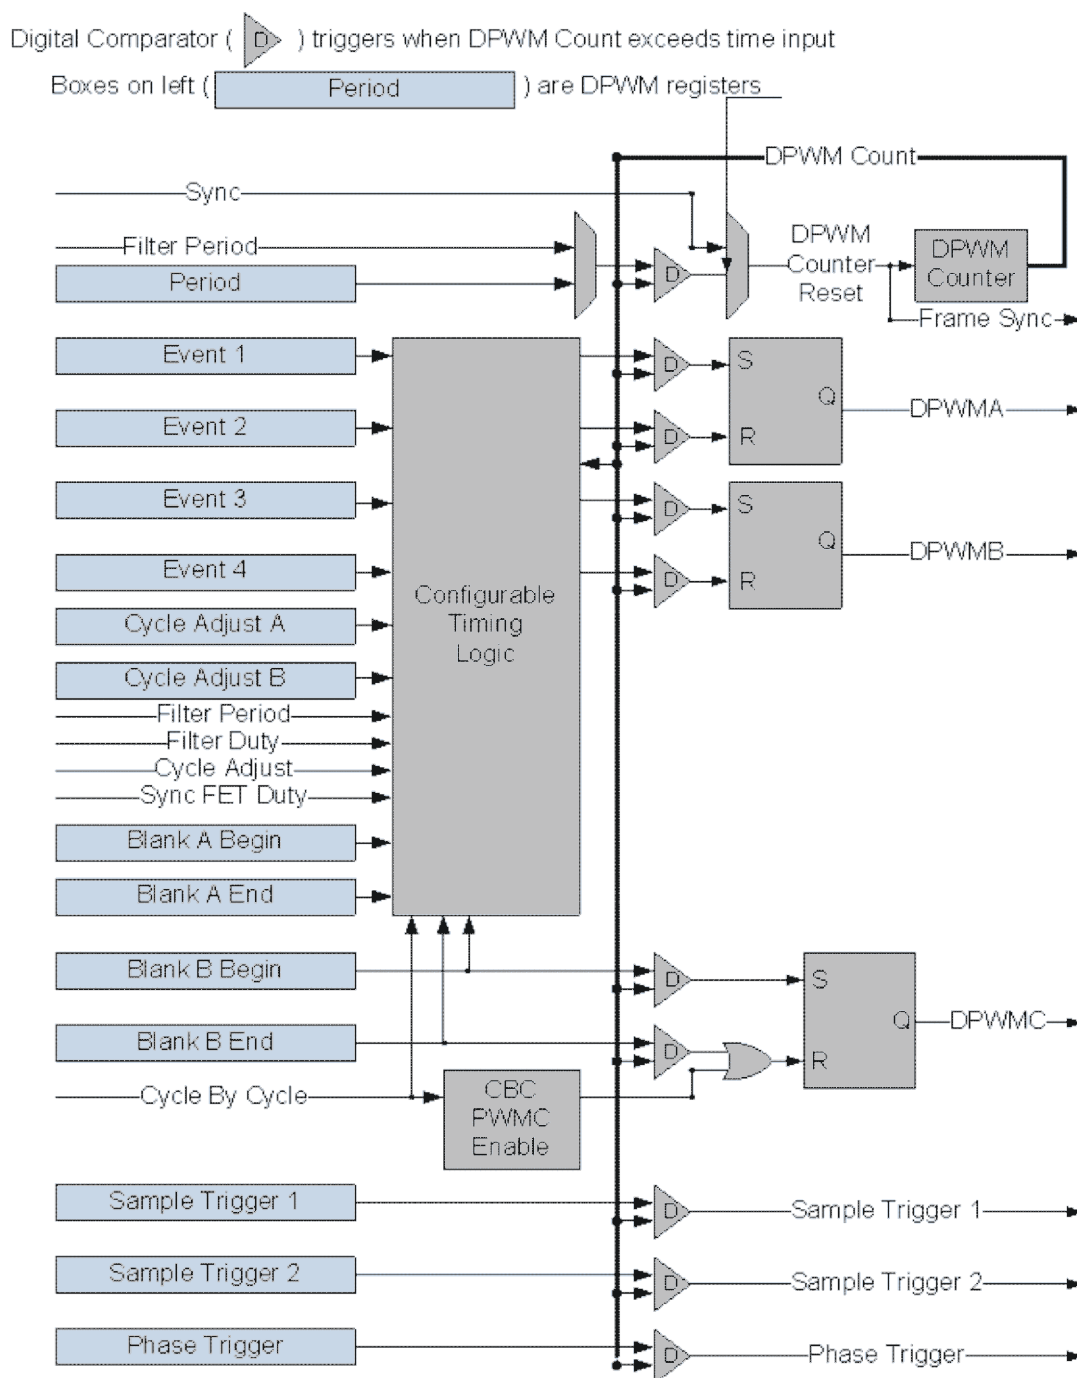 Digital Comparator ( D ) triggers when DPWM Count exceeds time input
Boxes on left ( Period ) are DPWM registers
DPWM Count
Sync
Filter Period
Period
D
DPWM
Counter
Reset
DPWM
Counter
Frame Sync
Event 1
D
S
Q
DPWMA
Event 2
D
R
Event 3
D
S
Q
DPWMB
Event 4
D
R
Configurable
Timing
Logic
Cycle Adjust A
Cycle Adjust B
Filter Period
Filter Duty
Cycle Adjust
Sync FET Duty
Blank A Begin
Blank A End
Blank B Begin
D
S
Q
DPWMC
Blank B End
D
R
Cycle By Cycle
CBC
PWMC
Enable
Sample Trigger 1
D
Sample Trigger 1
Sample Trigger 2
D
Sample Trigger 2
Phase Trigger
D
Phase Trigger